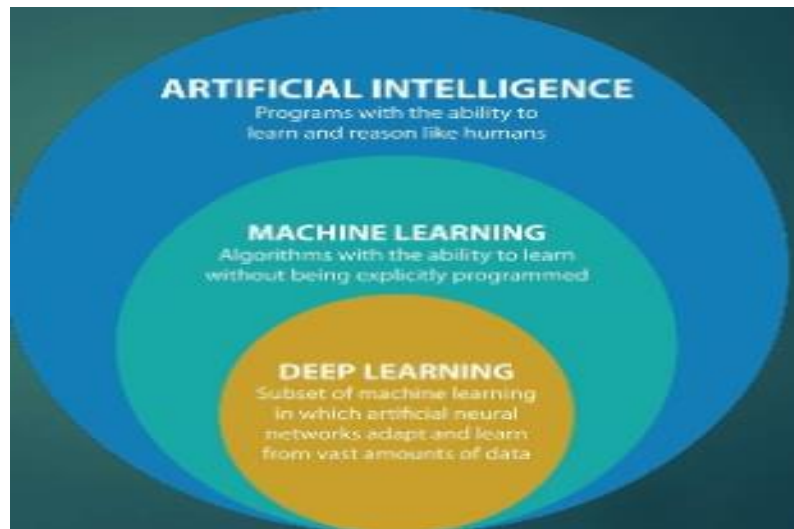 ARTIFICIAL INTELLIGENCE
Programs with the ability to
learn and reason like humans
MACHINE LEARNING
Algorithms with the ability to learn
without being explicitly programmed
DEEP LEARNING
Subset of machine learning
in which artificial neural
networks adapt and learn
from vast amounts of data